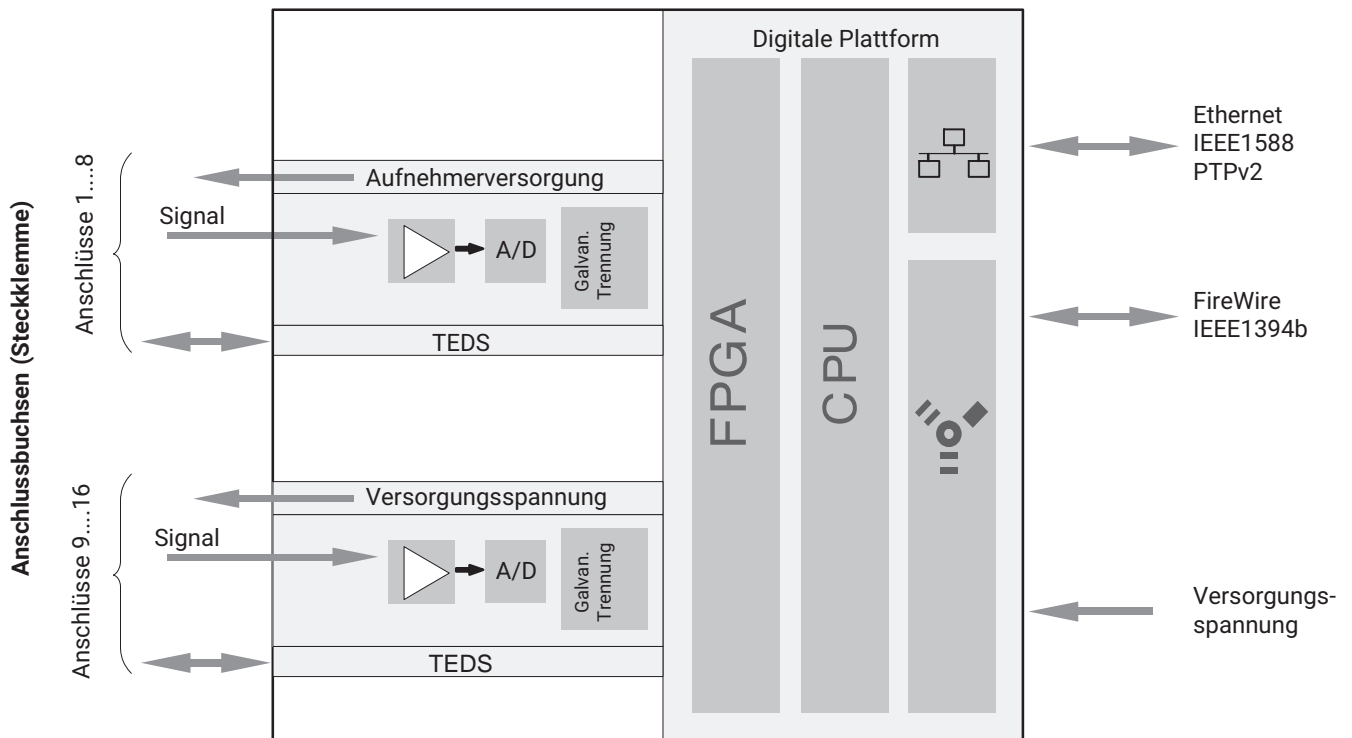 Digitale Plattform
Anschlussbuchsen (Steckklemme)
Anschlüsse 1....8
Aufnehmerversorgung
Signal
A/D
Galvan.
Trennung
TEDS
Anschlüsse 9....16
Versorgungsspannung
Signal
A/D
Galvan.
Trennung
TEDS
FPGA
CPU
Ethernet
IEEE1588
PTPv2
FireWire
IEEE1394b
Versorgungs-
spannung